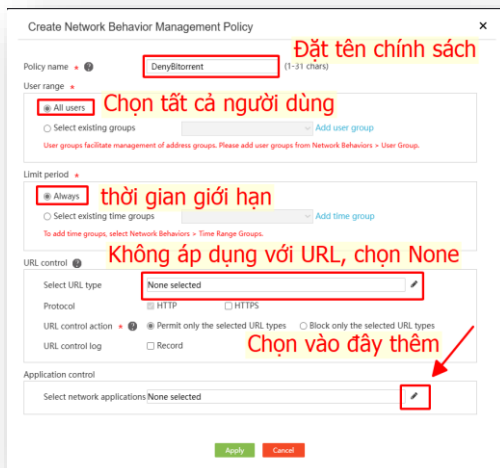 Create Network Behavior Management Policy
×
Đặt tên chính sách
Policy name * ? DenyBitorrent (1-31 chars)
User range *
All users
Chọn tất cả người dùng
Select existing groups Add user group
User groups facilitate management of address groups. Please add user groups from Network Behaviors > User Group.
Limit period *
Always
thời gian giới hạn
Select existing time groups Add time group
To add time groups, select Network Behaviors > Time Range Groups.
Không áp dụng với URL, chọn None
URL control ?
Select URL type None selected
Protocol HTTP HTTPS
URL control action * ? Permit only the selected URL types Block only the selected URL types
URL control log Record
Chọn vào đây thêm
Application control
Select network applications None selected
Apply Cancel